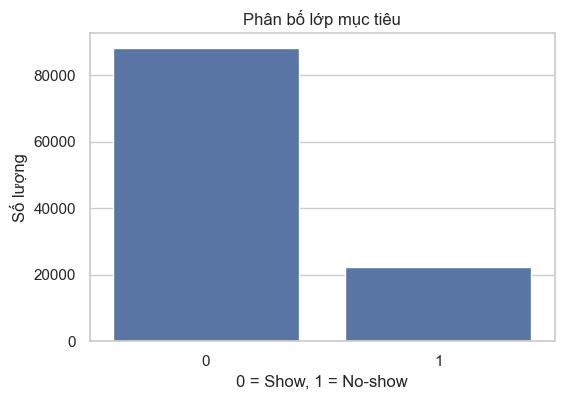 Phân bố lớp mục tiêu
80000
60000
40000
20000
0
Số lượng
0 1
0 = Show, 1 = No-show